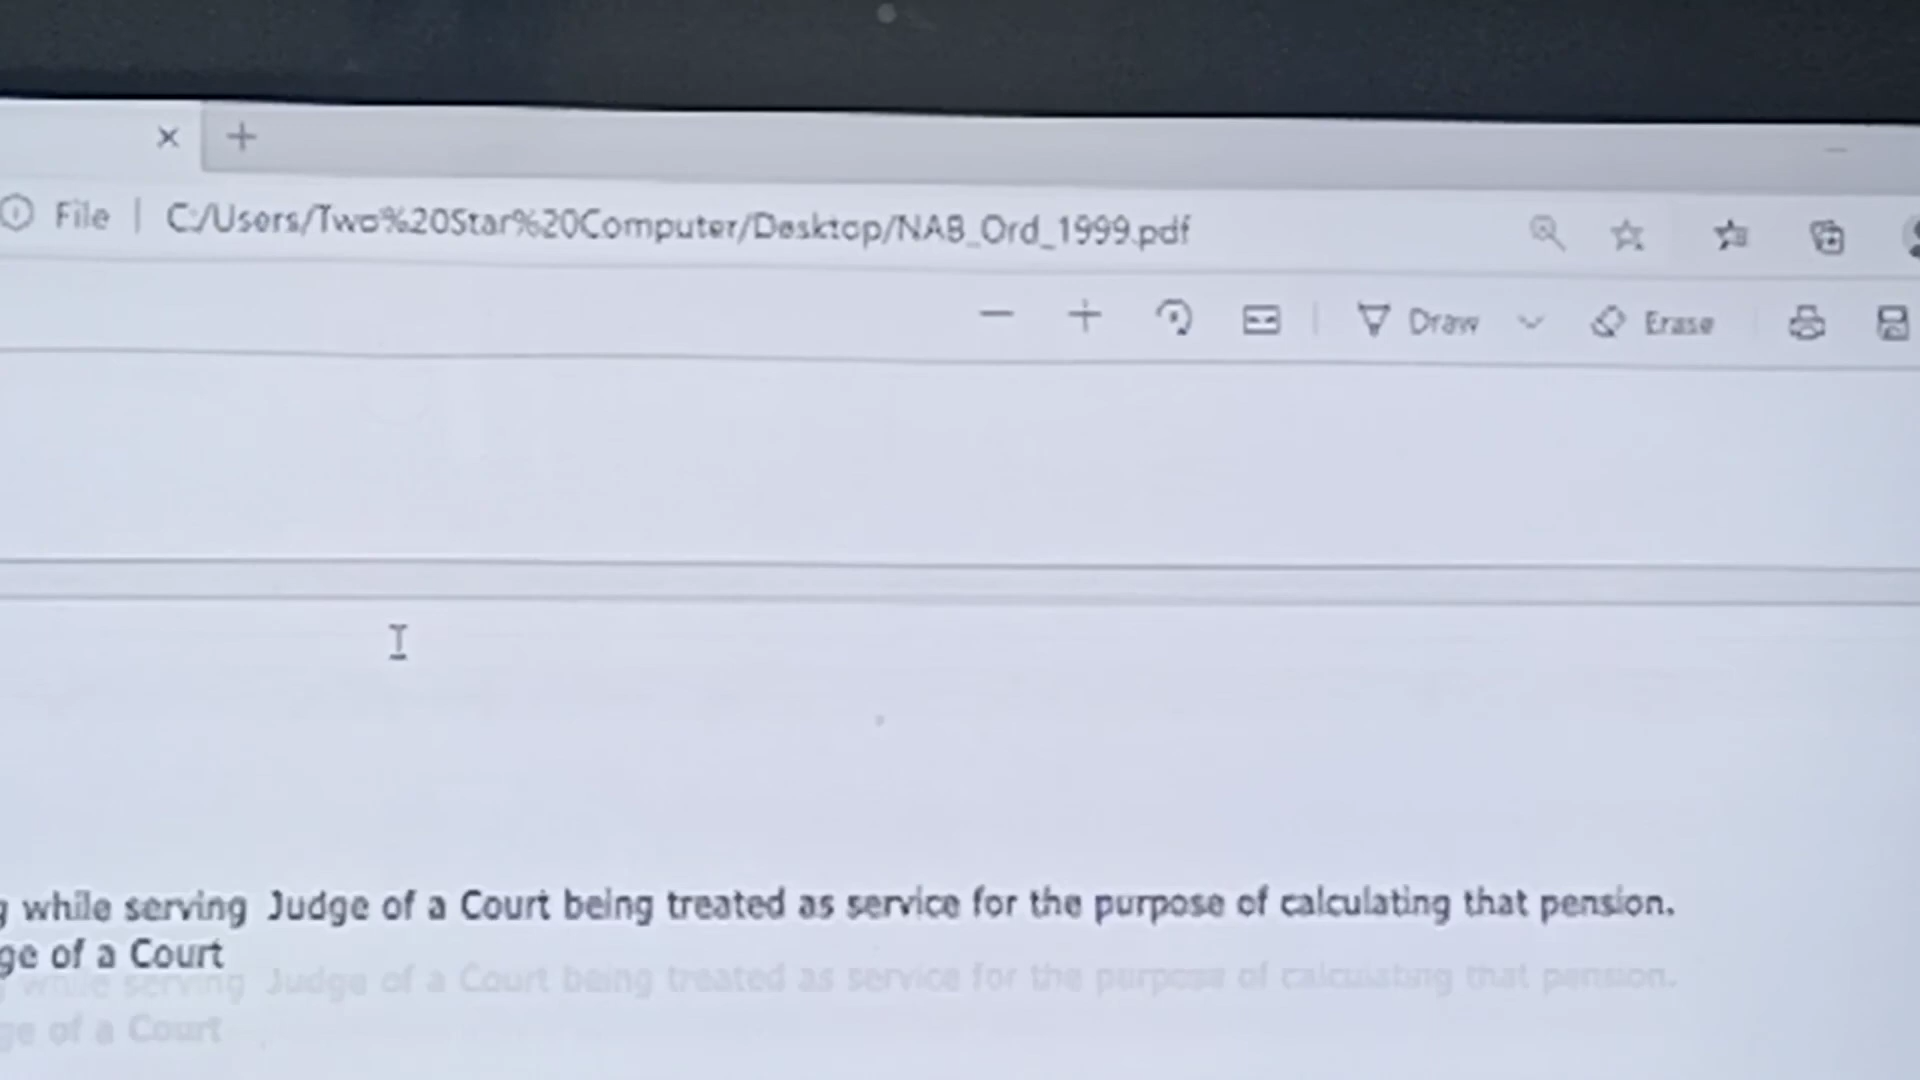 File | C:/Users/Two%20Star%20Computer/Desktop/NAB_Ord_1999.pdf
Draw Erase
while serving Judge of a Court being treated as service for the purpose of calculating that pension.
ge of a Court
while serving Judge of a Court being treated as service for the purpose of calculating that pension.
ge of a Court